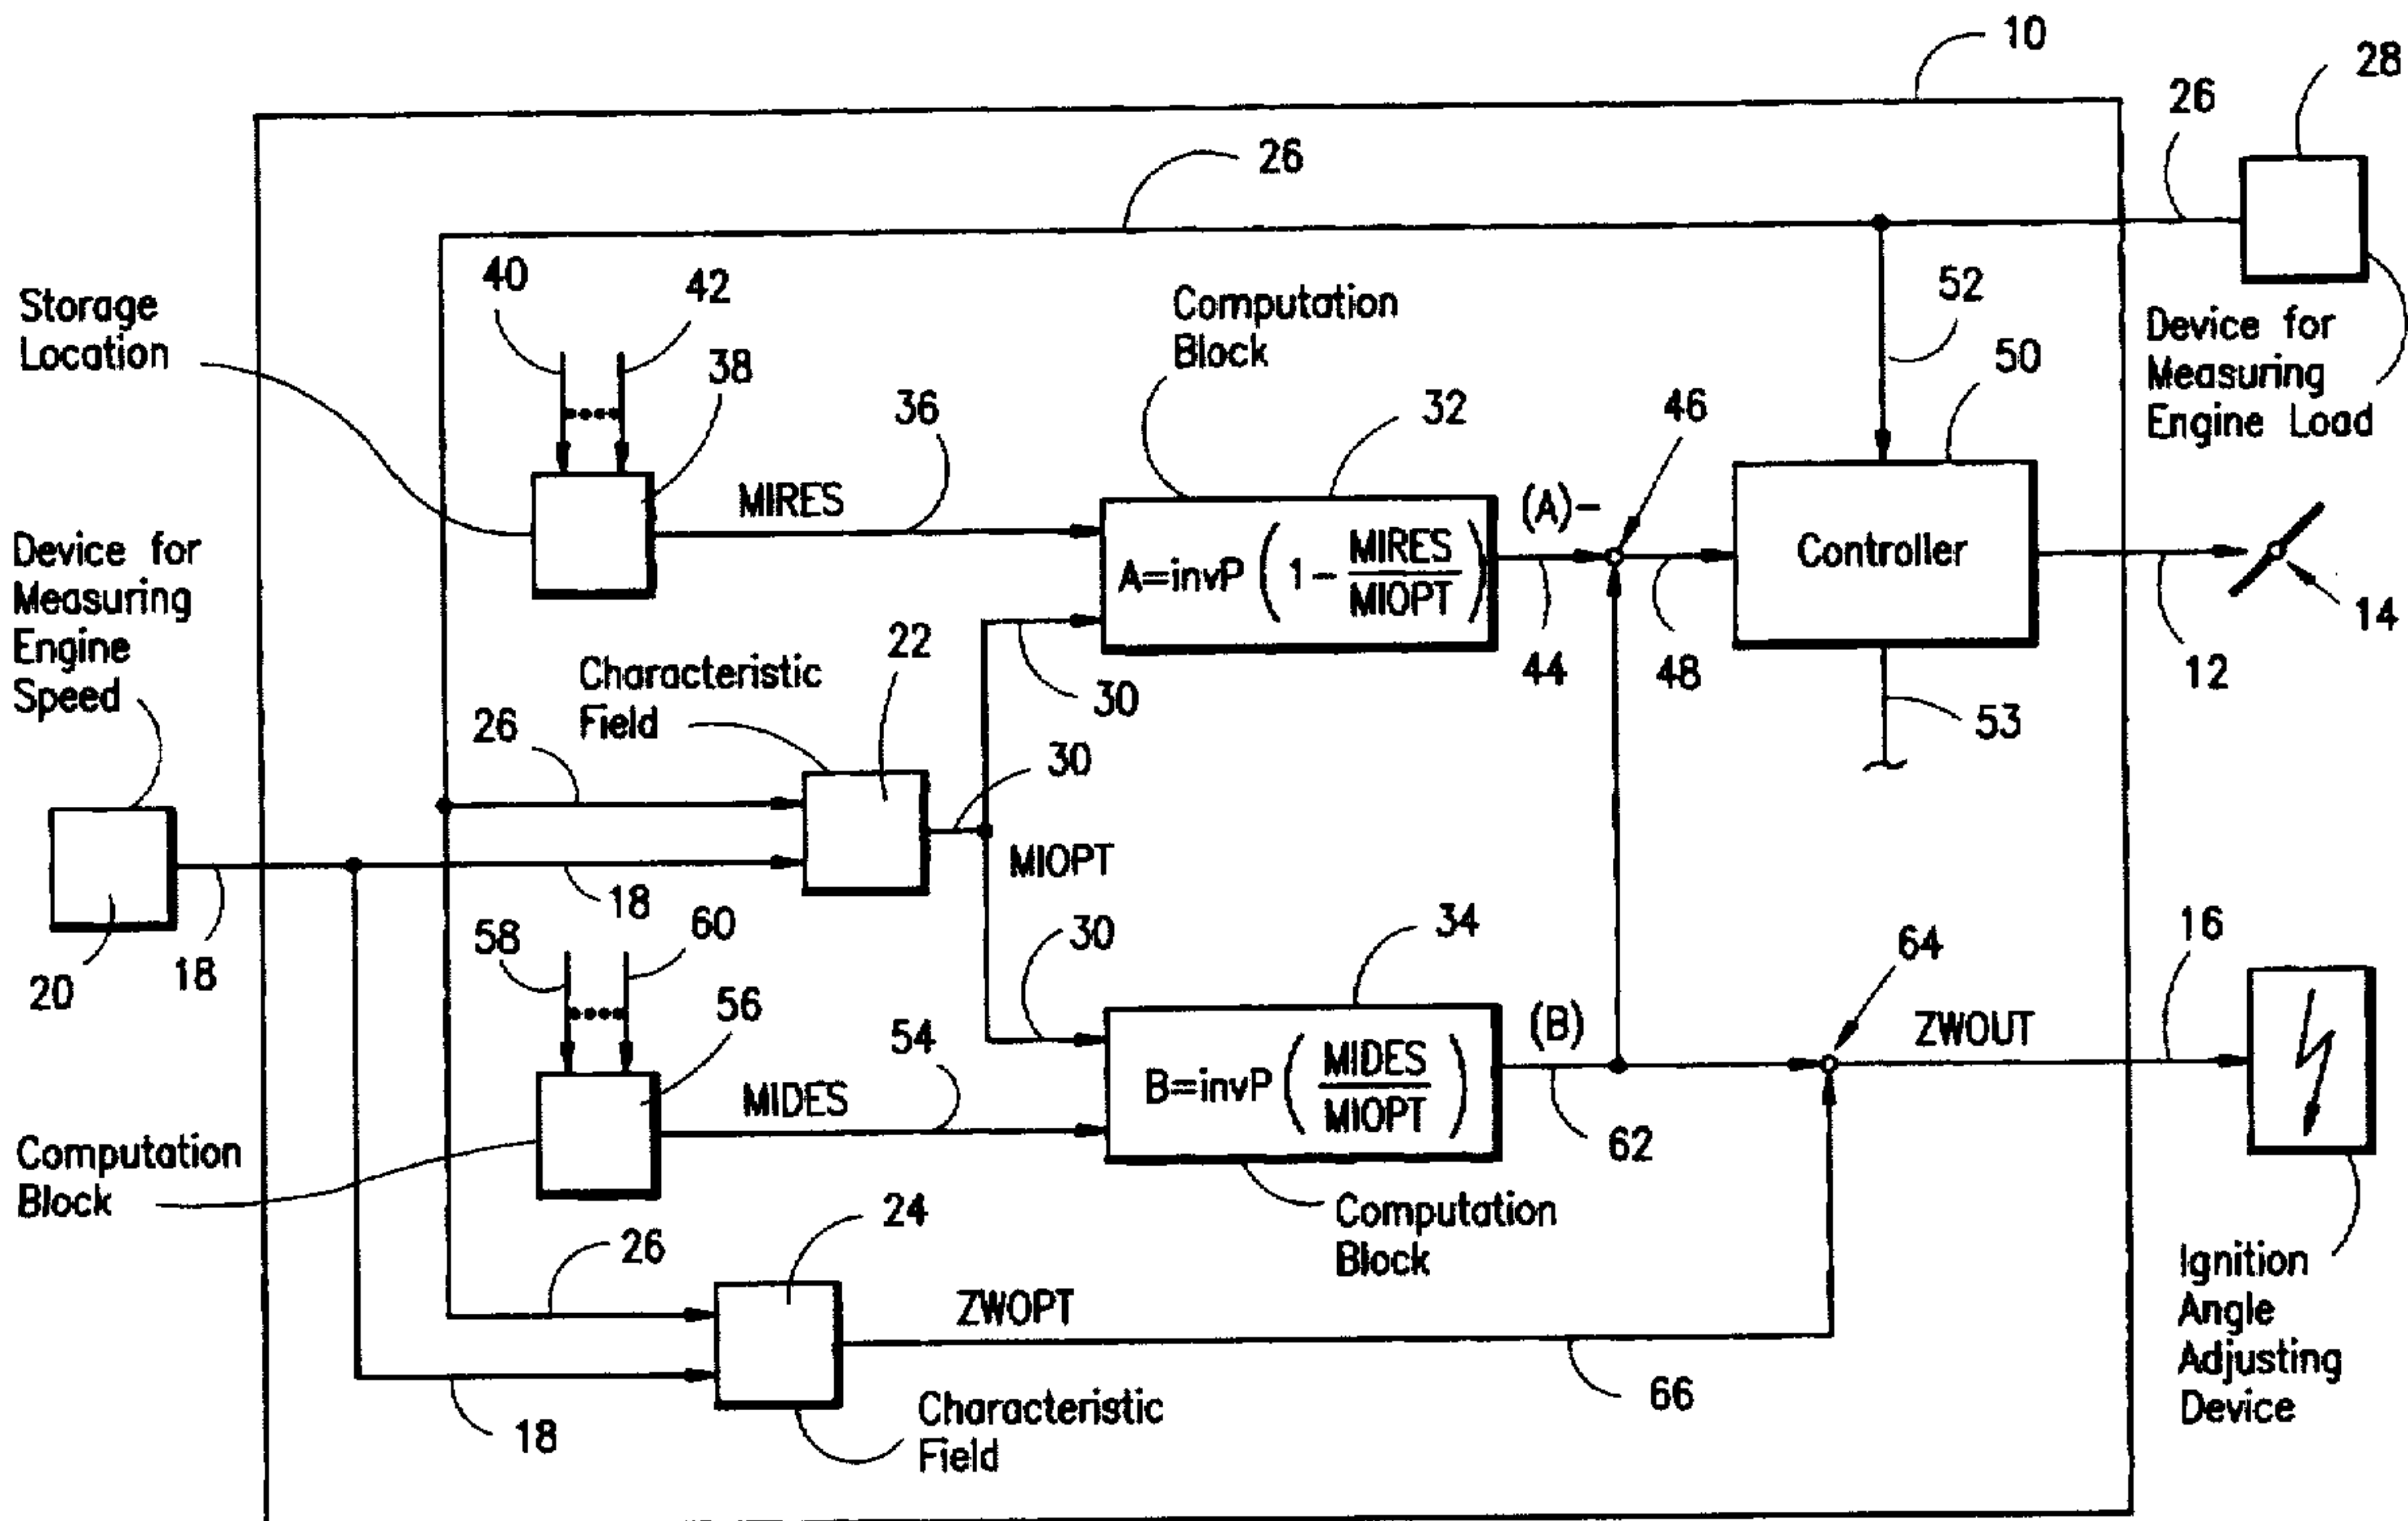 10
28
26
26
40
42
Storage
Location
38
Computation
Block
52
50
Device for
Measuring
Engine Load
36
32
46
MIRES
(A)-
A=invP ( 1 - MIRES
MIOPT )
Controller
14
Device for
Measuring
Engine
Speed
22
Characteristic
Field
30
44
48
12
53
26
30
MIOPT
18
18
20
58
60
56
54
30
34
(B)
64
ZWOUT
16
MIDES
B=invP ( MIDES
MIOPT )
62
Computation
Block
Computation
Block
24
26
ZWOPT
66
18
Characteristic
Field
Ignition
Angle
Adjusting
Device